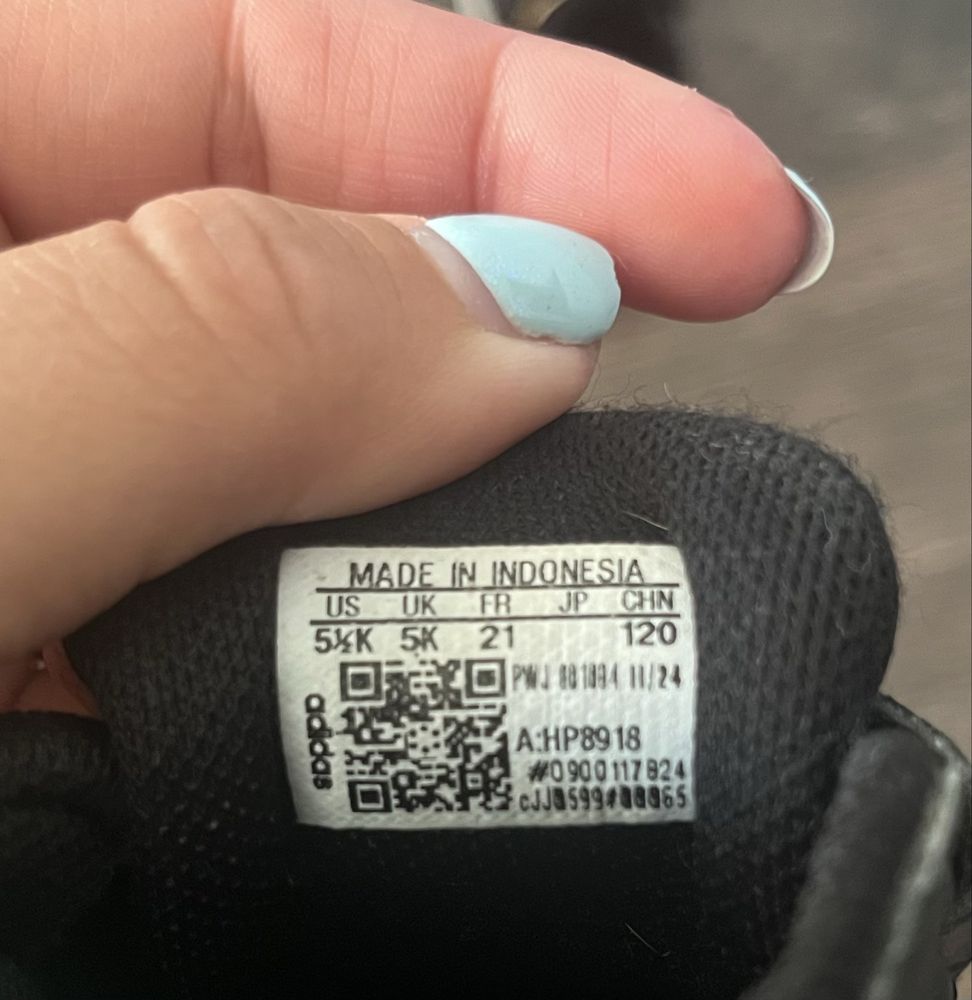 MADE IN INDONESIA
US UK FR JP CHN
5½K 5K 21 120
PWJ 11/24
adidas
A:HP8918
#0900117824